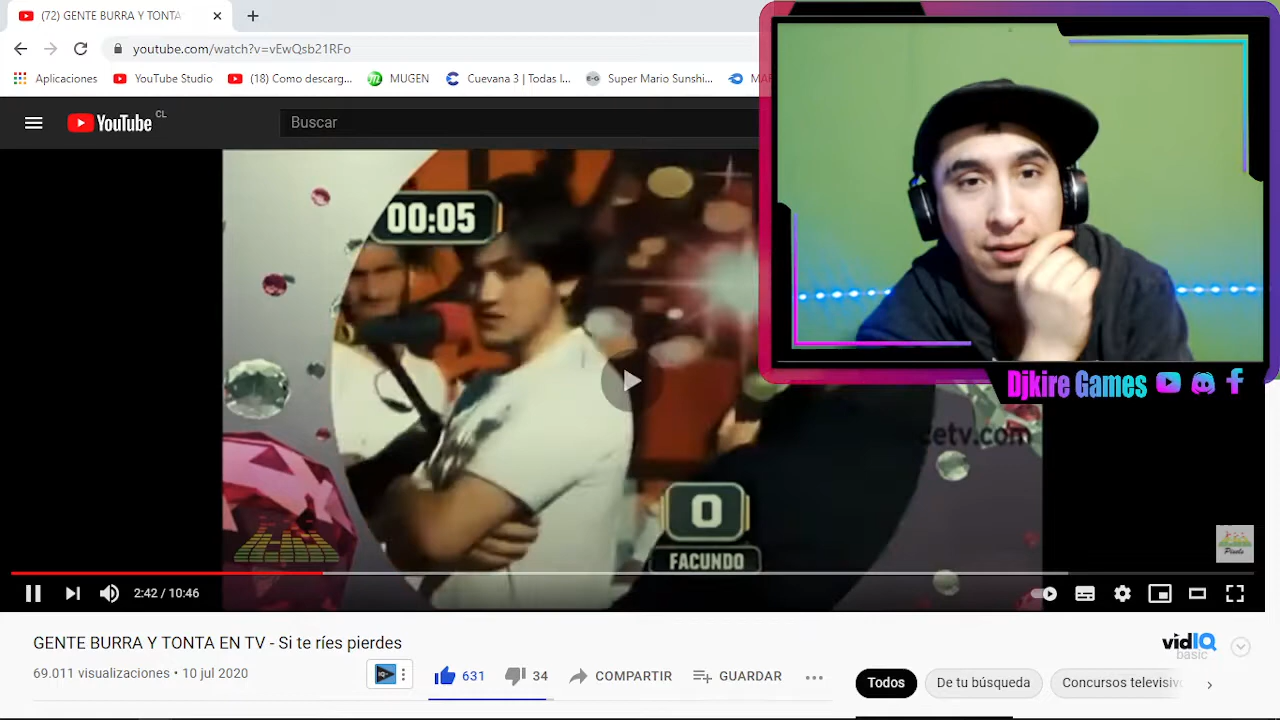 (72) GENTE BURRA Y TONTA
youtube.com/watch?v=vEwQsb21RFo
Aplicaciones YouTube Studio (18) Como descarg... MUGEN Cuevana 3 | Todas l... Super Mario Sunshi...
YouTube CL
Buscar
00:05
Djkire Games
etv.com
0
FACUNDO
Pixels
2:42 / 10:46
GENTE BURRA Y TONTA EN TV - Si te ríes pierdes
69.011 visualizaciones • 10 jul 2020
631 34 COMPARTIR GUARDAR
vidIQ
basic
Todos De tu búsqueda Concursos televisiv